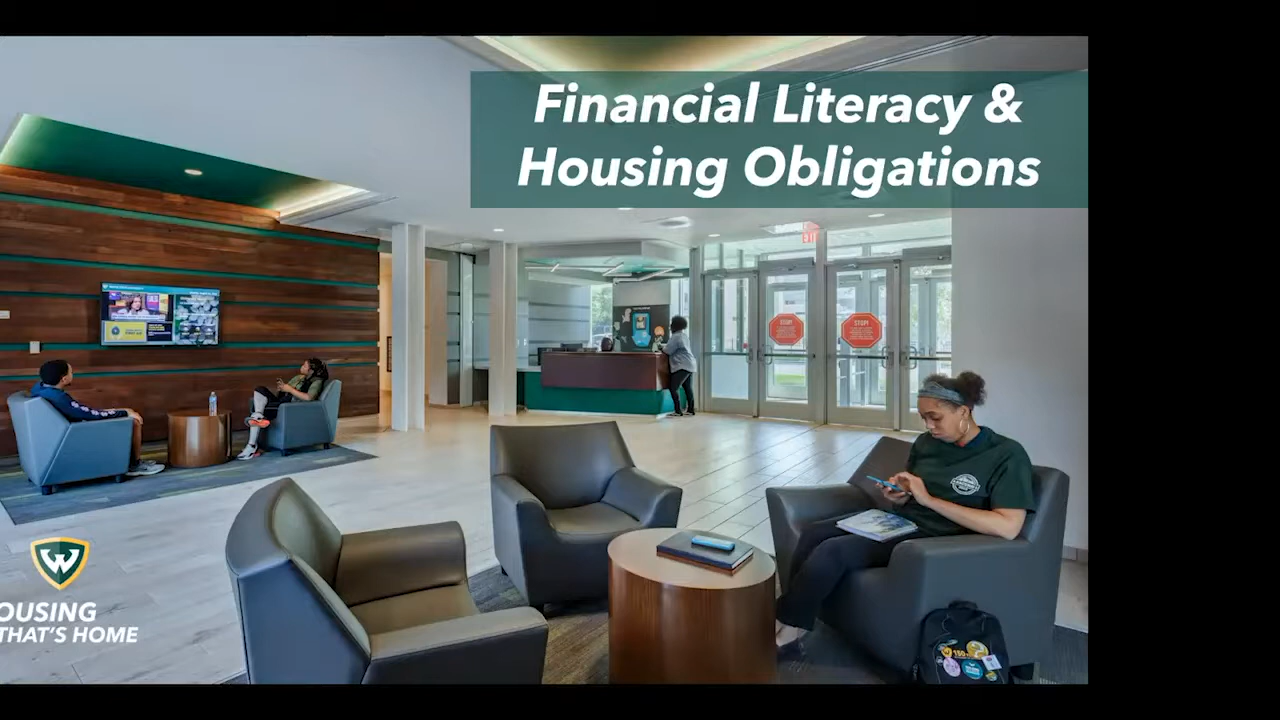 Financial Literacy &
Housing Obligations
STOP!
STOP!
W
OUSING
THAT'S HOME